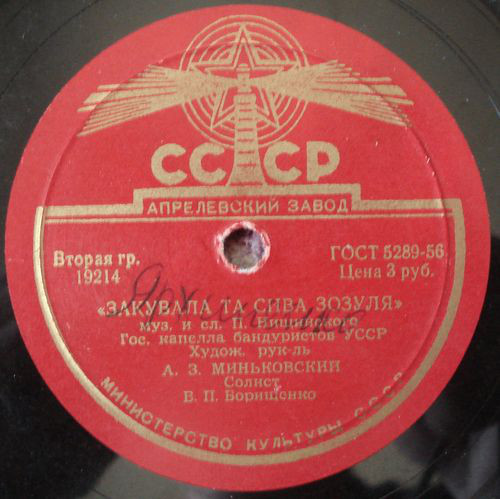 СССР
АПРЕЛЕВСКИЙ ЗАВОД
Вторая гр.
19214
ГОСТ 5289-56
Цена 3 руб.
«ЗАКУВАЛА ТА СИВА ЗОЗУЛЯ»
муз. и сл. П. Нищинского
Гос. капелла бандуристов УССР
Худож. рук-ль
А. З. МИНЬКОВСКИЙ
Солист
В. П. Борищенко
МИНИСТЕРСТВО КУЛЬТУРЫ СССР